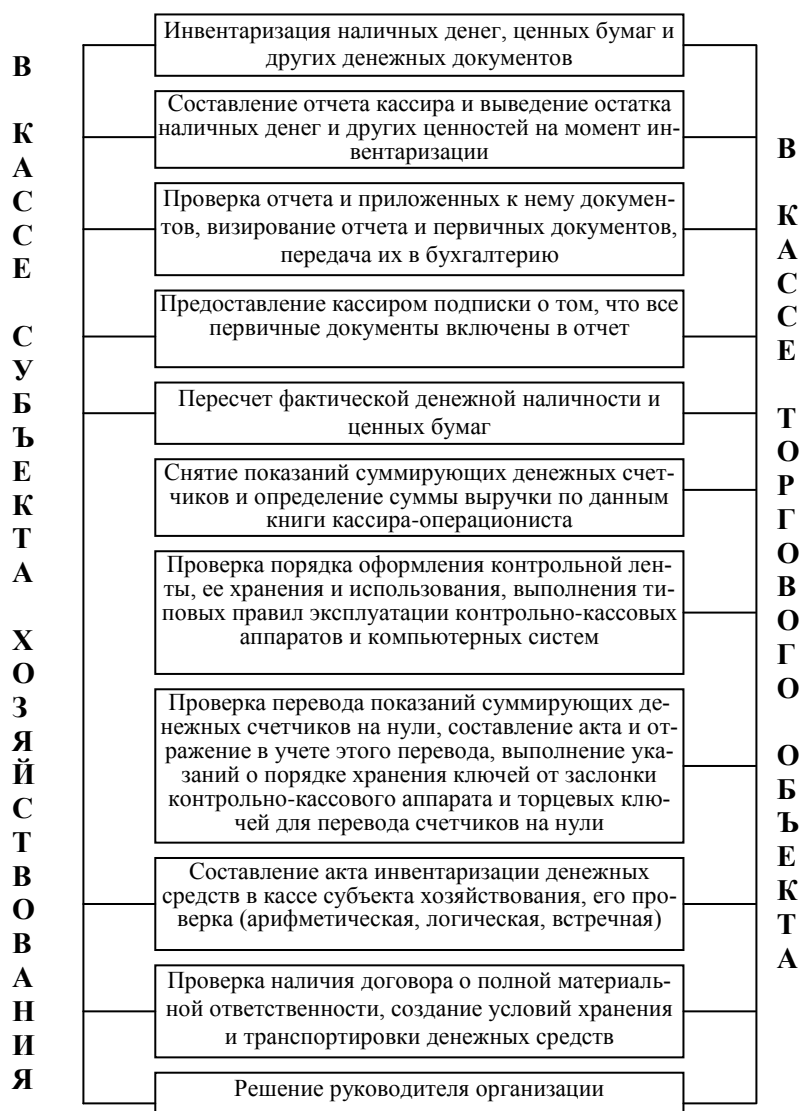 В КАССЕ СУБЪЕКТА ХОЗЯЙСТВОВАНИЯ
Инвентаризация наличных денег, ценных бумаг и
других денежных документов
Составление отчета кассира и выведение остатка
наличных денег и других ценностей на момент ин-
вентаризации
Проверка отчета и приложенных к нему докумен-
тов, визирование отчета и первичных документов,
передача их в бухгалтерию
Предоставление кассиром подписки о том, что все
первичные документы включены в отчет
Пересчет фактической денежной наличности и
ценных бумаг
Снятие показаний суммирующих денежных счет-
чиков и определение суммы выручки по данным
книги кассира-операциониста
Проверка порядка оформления контрольной лен-
ты, ее хранения и использования, выполнения ти-
повых правил эксплуатации контрольно-кассовых
аппаратов и компьютерных систем
Проверка перевода показаний суммирующих де-
нежных счетчиков на нули, составление акта и от-
ражение в учете этого перевода, выполнение ука-
заний о порядке хранения ключей от заслонки
контрольно-кассового аппарата и торцевых клю-
чей для перевода счетчиков на нули
Составление акта инвентаризации денежных
средств в кассе субъекта хозяйствования, его про-
верка (арифметическая, логическая, встречная)
Проверка наличия договора о полной материаль-
ной ответственности, создание условий хранения
и транспортировки денежных средств
Решение руководителя организации
В КАССЕ ТОРГОВОГО ОБЪЕКТА